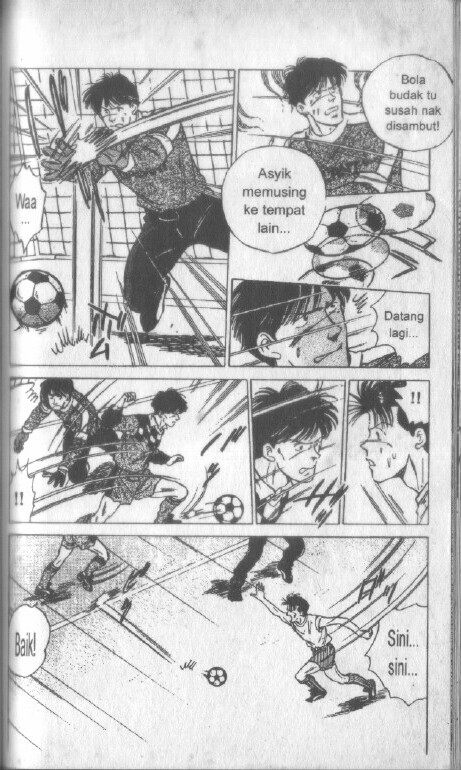 Bola
budak tu
susah nak
disambut!
Asyik
memusing
ke tempat
lain...
Datang
lagi...
Waa
...
!!
!!
Sini...
sini...
Baik!